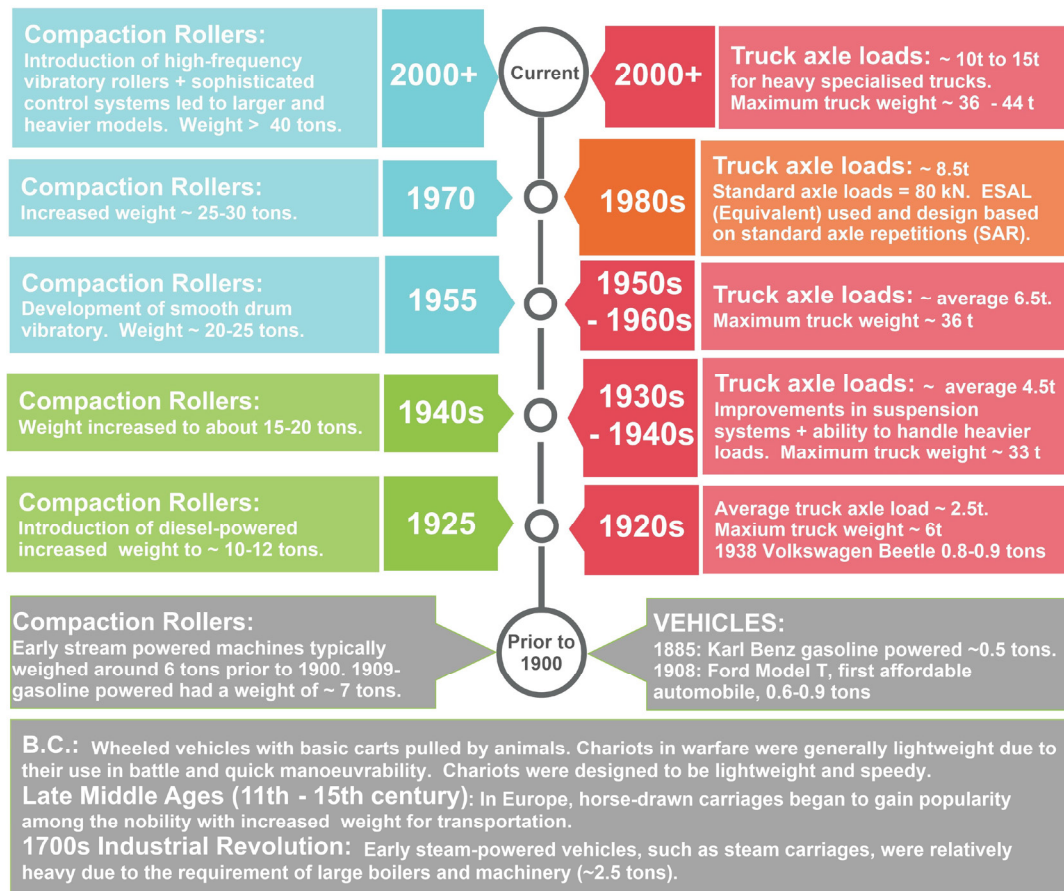 Compaction Rollers:
Introduction of high-frequency
vibratory rollers + sophisticated
control systems led to larger and
heavier models.  Weight > 40 tons.
2000+
Current
2000+
Truck axle loads: ~ 10t to 15t
for heavy specialised trucks.
Maximum truck weight ~ 36 - 44 t
Compaction Rollers:
Increased weight ~ 25-30 tons.
1970
1980s
Truck axle loads: ~ 8.5t
Standard axle loads = 80 kN.  ESAL
(Equivalent) used and design based
on standard axle repetitions (SAR).
Compaction Rollers:
Development of smooth drum
vibratory.  Weight ~ 20-25 tons.
1955
1950s
- 1960s
Truck axle loads: ~ average 6.5t.
Maximum truck weight ~ 36 t
Compaction Rollers:
Weight increased to about 15-20 tons.
1940s
1930s
- 1940s
Truck axle loads: ~ average 4.5t
Improvements in suspension
systems + ability to handle heavier
loads.  Maximum truck weight ~ 33 t
Compaction Rollers:
Introduction of diesel-powered
increased weight to ~ 10-12 tons.
1925
1920s
Average truck axle load ~ 2.5t.
Maxium truck weight ~ 6t
1938 Volkswagen Beetle 0.8-0.9 tons
Compaction Rollers:
Early stream powered machines typically
weighed around 6 tons prior to 1900. 1909-
gasoline powered had a weight of ~ 7 tons.
Prior to
1900
VEHICLES:
1885: Karl Benz gasoline powered ~0.5 tons.
1908: Ford Model T, first affordable
automobile, 0.6-0.9 tons
B.C.: Wheeled vehicles with basic carts pulled by animals. Chariots in warfare were generally lightweight due to
their use in battle and quick manoeuvrability.  Chariots were designed to be lightweight and speedy.
Late Middle Ages (11th - 15th century): In Europe, horse-drawn carriages began to gain popularity
among the nobility with increased weight for transportation.
1700s Industrial Revolution: Early steam-powered vehicles, such as steam carriages, were relatively
heavy due to the requirement of large boilers and machinery (~2.5 tons).